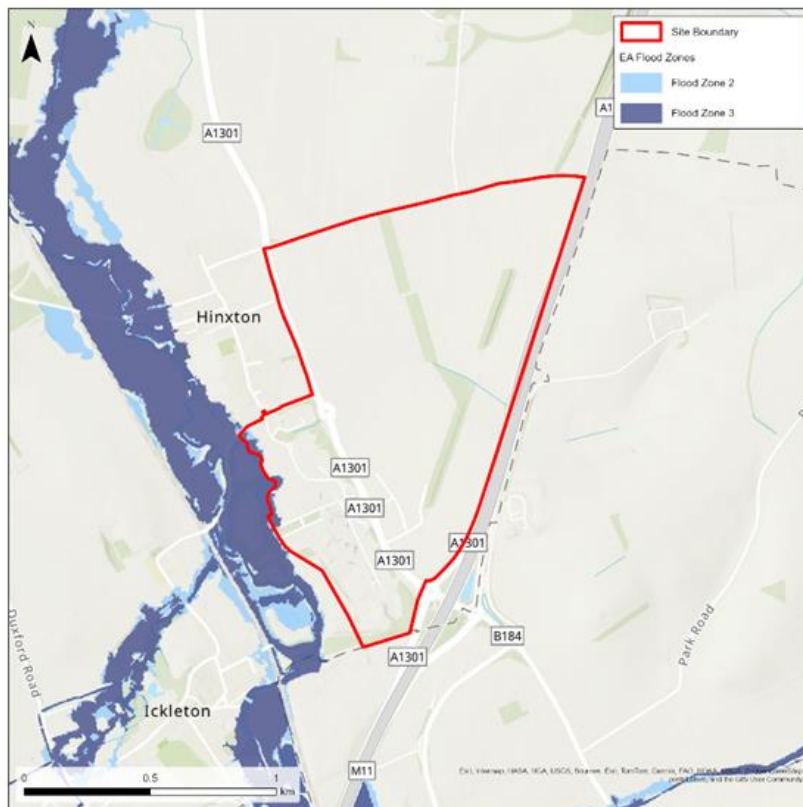 N
Site Boundary
EA Flood Zones
Flood Zone 2
Flood Zone 3
A1
A1301
Hinxton
A1301
A1301
A1301
A1301
B184
A1301
Duxford Road
Park Road
Ickleton
M11
0 0.5 1
km